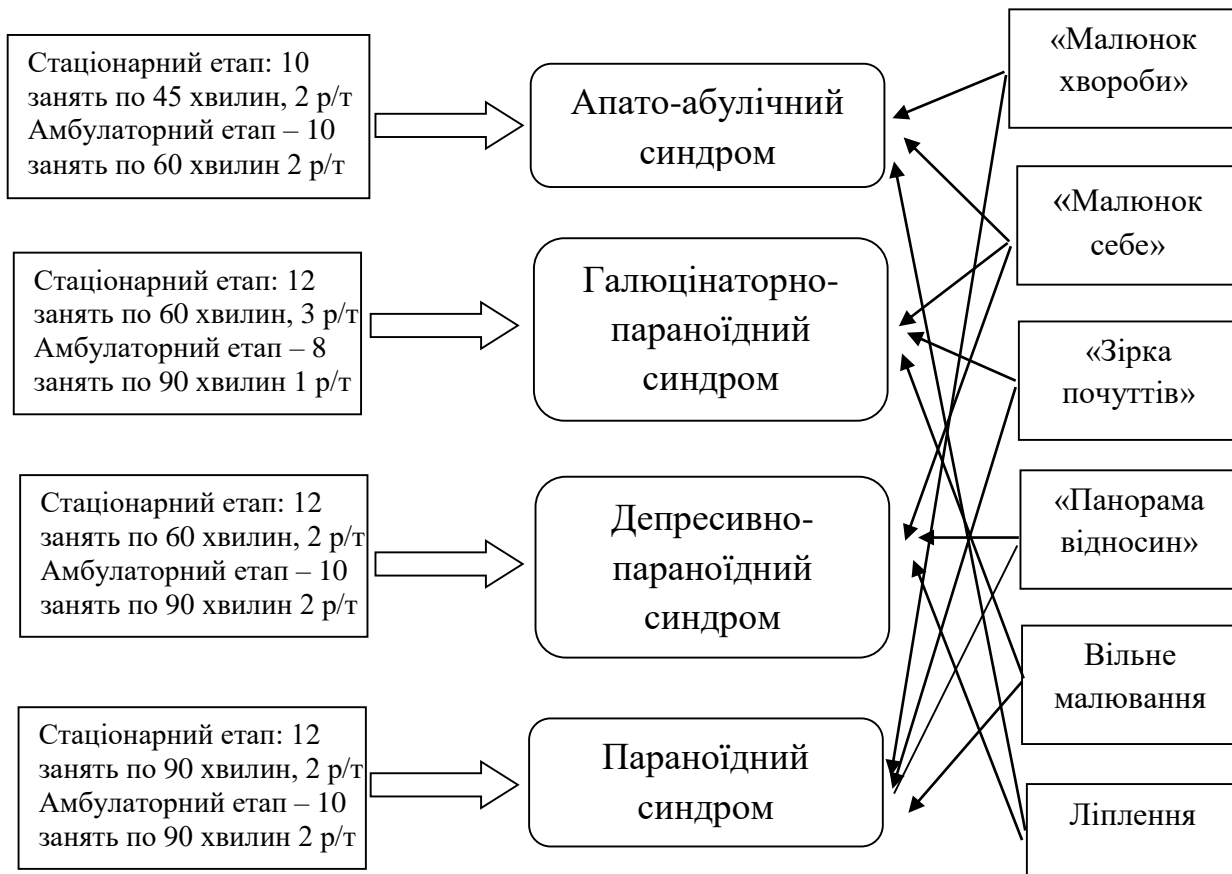 Стаціонарний етап: 10
занять по 45 хвилин, 2 р/т
Амбулаторний етап – 10
занять по 60 хвилин 2 р/т
Апато-абулічний
синдром
«Малюнок
хвороби»
«Малюнок
себе»
Стаціонарний етап: 12
занять по 60 хвилин, 3 р/т
Амбулаторний етап – 8
занять по 90 хвилин 1 р/т
Галюцінаторно-
параноїдний
синдром
«Зірка
почуттів»
Стаціонарний етап: 12
занять по 60 хвилин, 2 р/т
Амбулаторний етап – 10
занять по 90 хвилин 2 р/т
Депресивно-
параноїдний
синдром
«Панорама
відносин»
Вільне
малювання
Стаціонарний етап: 12
занять по 90 хвилин, 2 р/т
Амбулаторний етап – 10
занять по 90 хвилин 2 р/т
Параноїдний
синдром
Ліплення